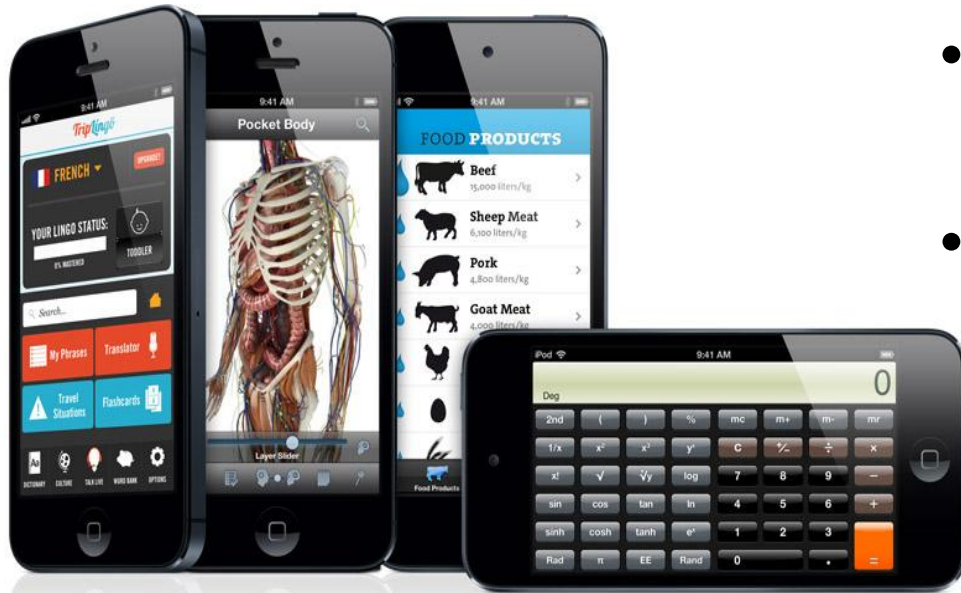 9:41 AM
TripLingo
FRENCH
UPGRADE!
YOUR LINGO STATUS:
0% MASTERED
TODDLER
Search...
My Phrases
Translator
Travel Situations
Flashcards
DICTIONARY CULTURE TALK LIVE WORD BANK OPTIONS
9:41 AM
Pocket Body
Layer Slider
9:41 AM
FOOD PRODUCTS
Beef
15,000 liters/kg
Sheep Meat
6,100 liters/kg
Pork
4,800 liters/kg
Goat Meat
4,000 liters/kg
Food Products
iPod 9:41 AM
0
Deg
2nd ( ) % mc m+ m- mr
1/x x² x³ yˣ C +/− ÷ ×
x! √ ˣ√y log 7 8 9 −
sin cos tan ln 4 5 6 +
sinh cosh tanh eˣ 1 2 3 =
Rad π EE Rand 0 .